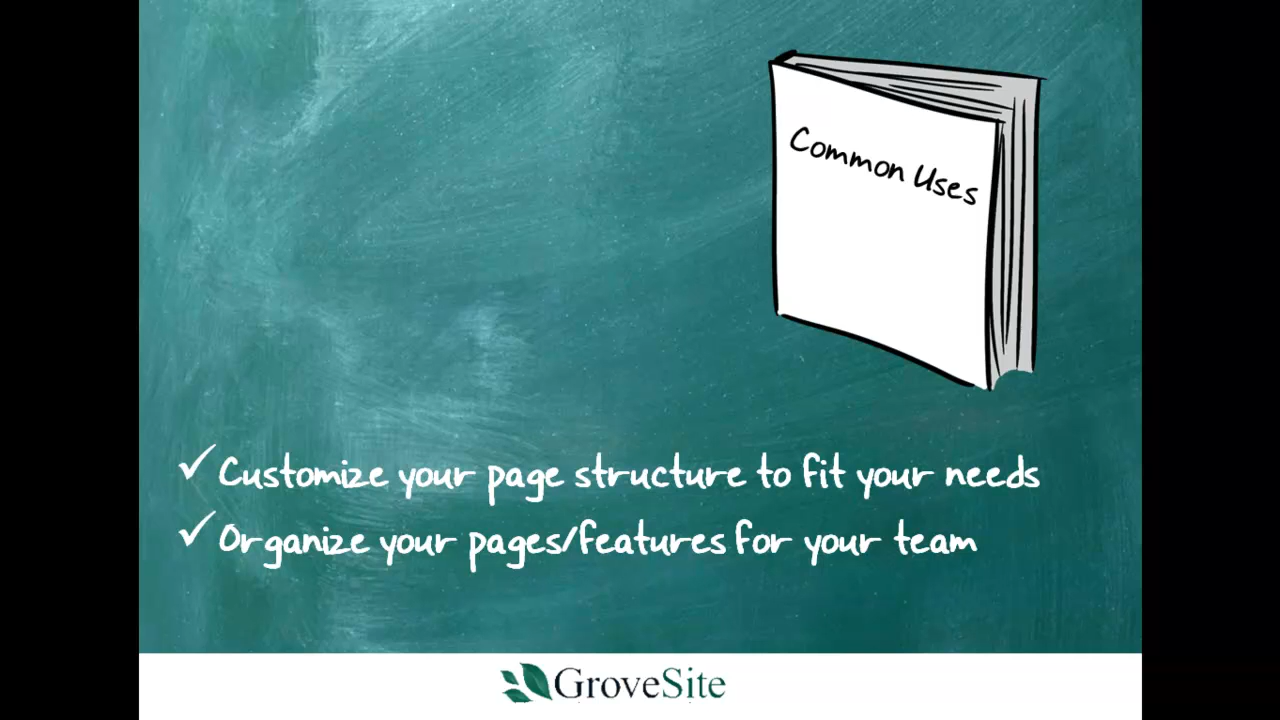 Common Uses
✓ Customize your page structure to fit your needs
✓ Organize your pages/features for your team
GroveSite